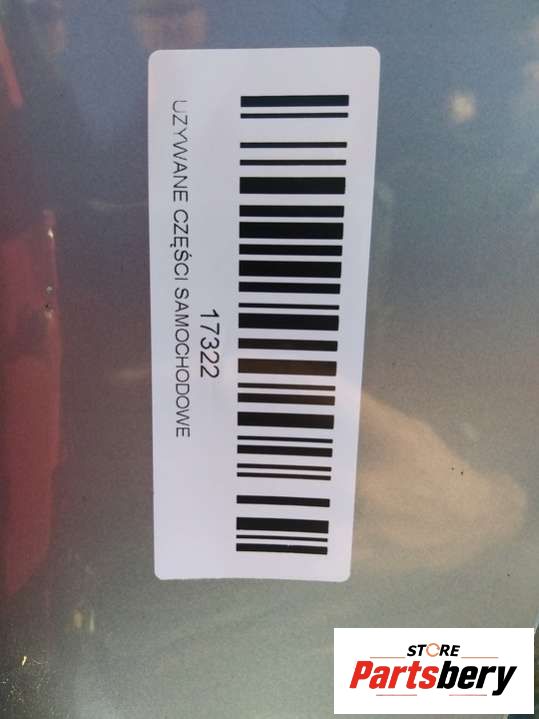 17322
UZYWANE CZĘŚCI SAMOCHODOWE
STORE
Partsbery